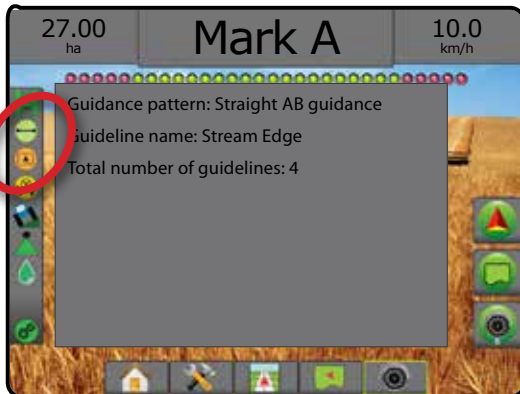 27.00
ha
Mark A
10.0
km/h
Guidance pattern: Straight AB guidance
Guideline name: Stream Edge
Total number of guidelines: 4